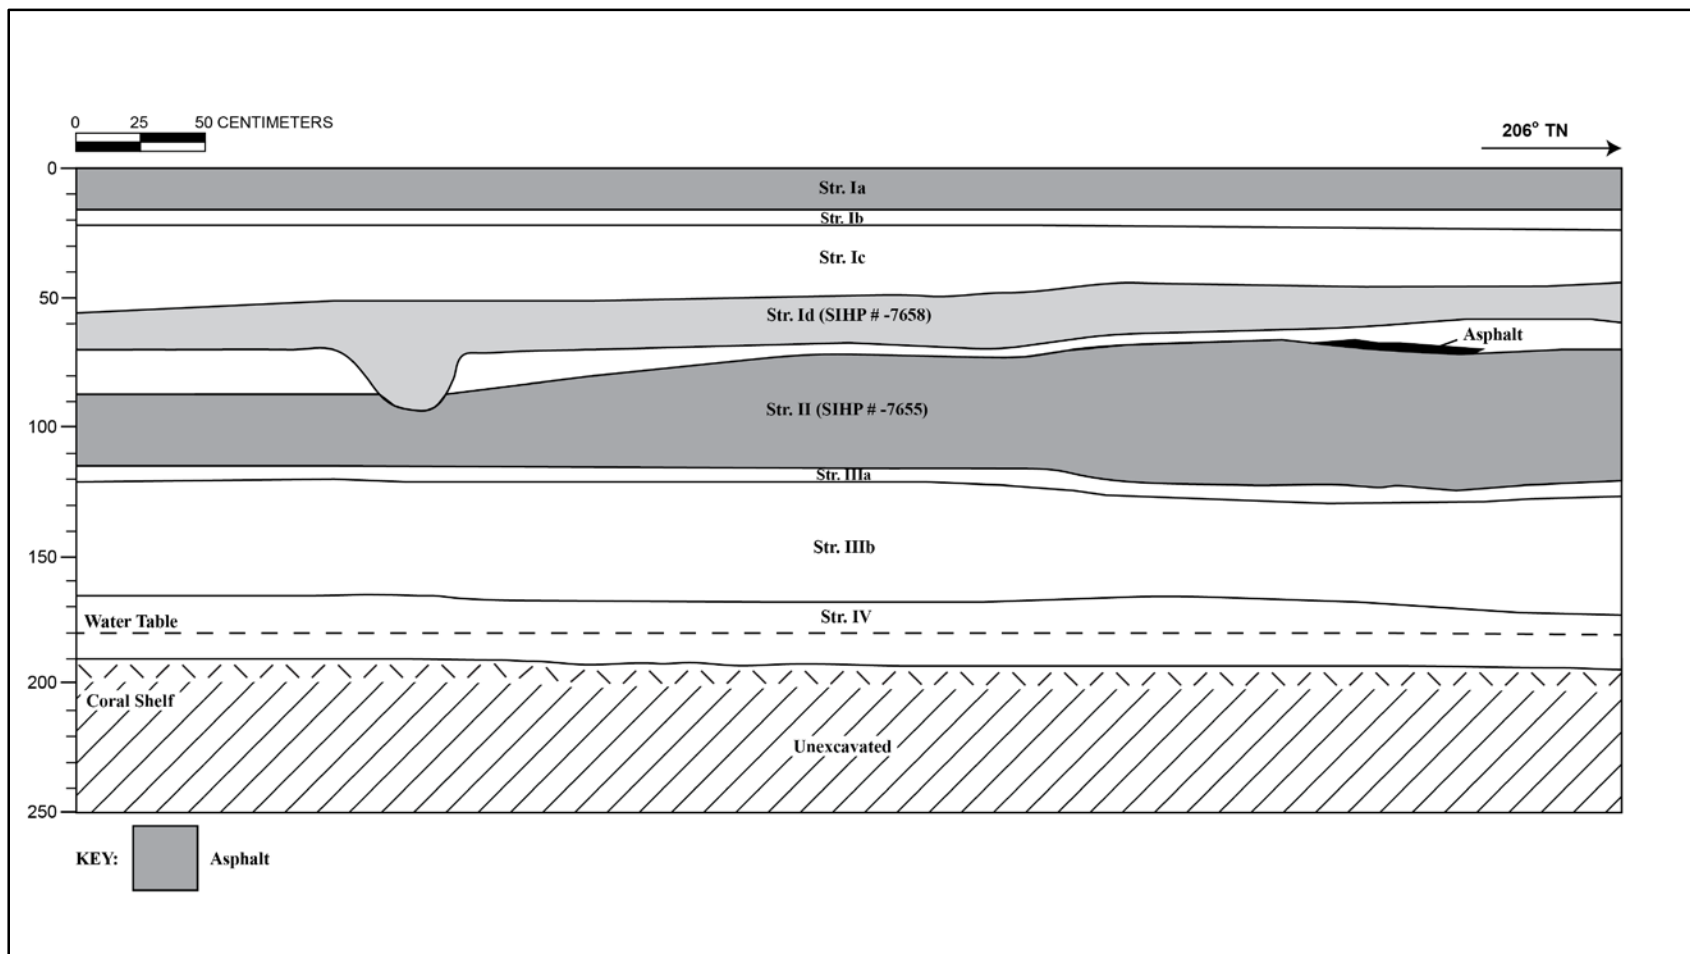 0 25 50 CENTIMETERS
206° TN
0
Str. Ia
Str. Ib
Str. Ic
50
Str. Id (SIHP # -7658)
Asphalt
Str. II (SIHP # -7655)
100
Str. IIIa
150
Str. IIIb
Str. IV
Water Table
200
Coral Shelf
Unexcavated
250
KEY: Asphalt